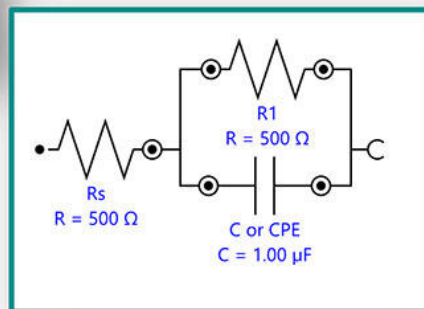 R1
R = 500 Ω
Rs
R = 500 Ω
C or CPE
C = 1.00 µF